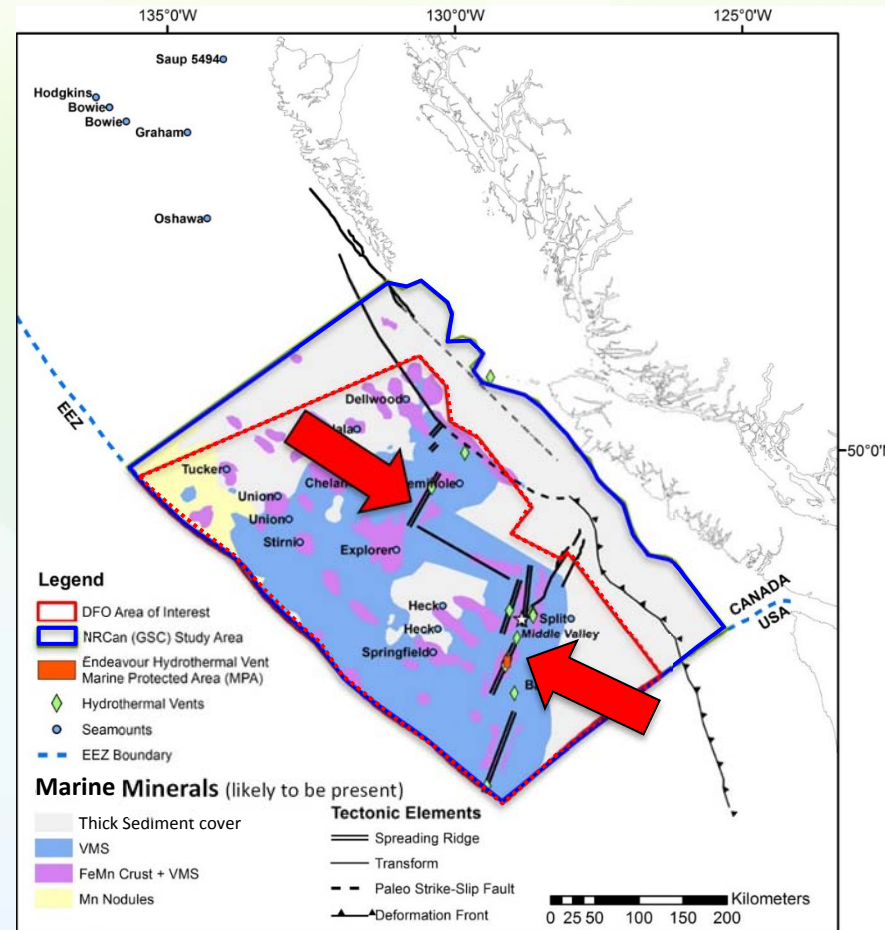 135°0'W
130°0'W
125°0'W
Saup 5494
Hodgkins
Bowie
Bowie
Graham
Oshawa
EEZ
Dellwood
50°0'N
Tucker
Chelan
Union
Union
Stirni
Explorer
Heck
Heck
Split
Middle Valley
Springfield
CANADA
USA
Legend
DFO Area of Interest
NRCan (GSC) Study Area
Endeavour Hydrothermal Vent
Marine Protected Area (MPA)
Hydrothermal Vents
Seamounts
EEZ Boundary
Marine Minerals (likely to be present)
Thick Sediment cover
VMS
FeMn Crust + VMS
Mn Nodules
Tectonic Elements
Spreading Ridge
Transform
Paleo Strike-Slip Fault
Deformation Front
Kilometers
0 25 50 100 150 200